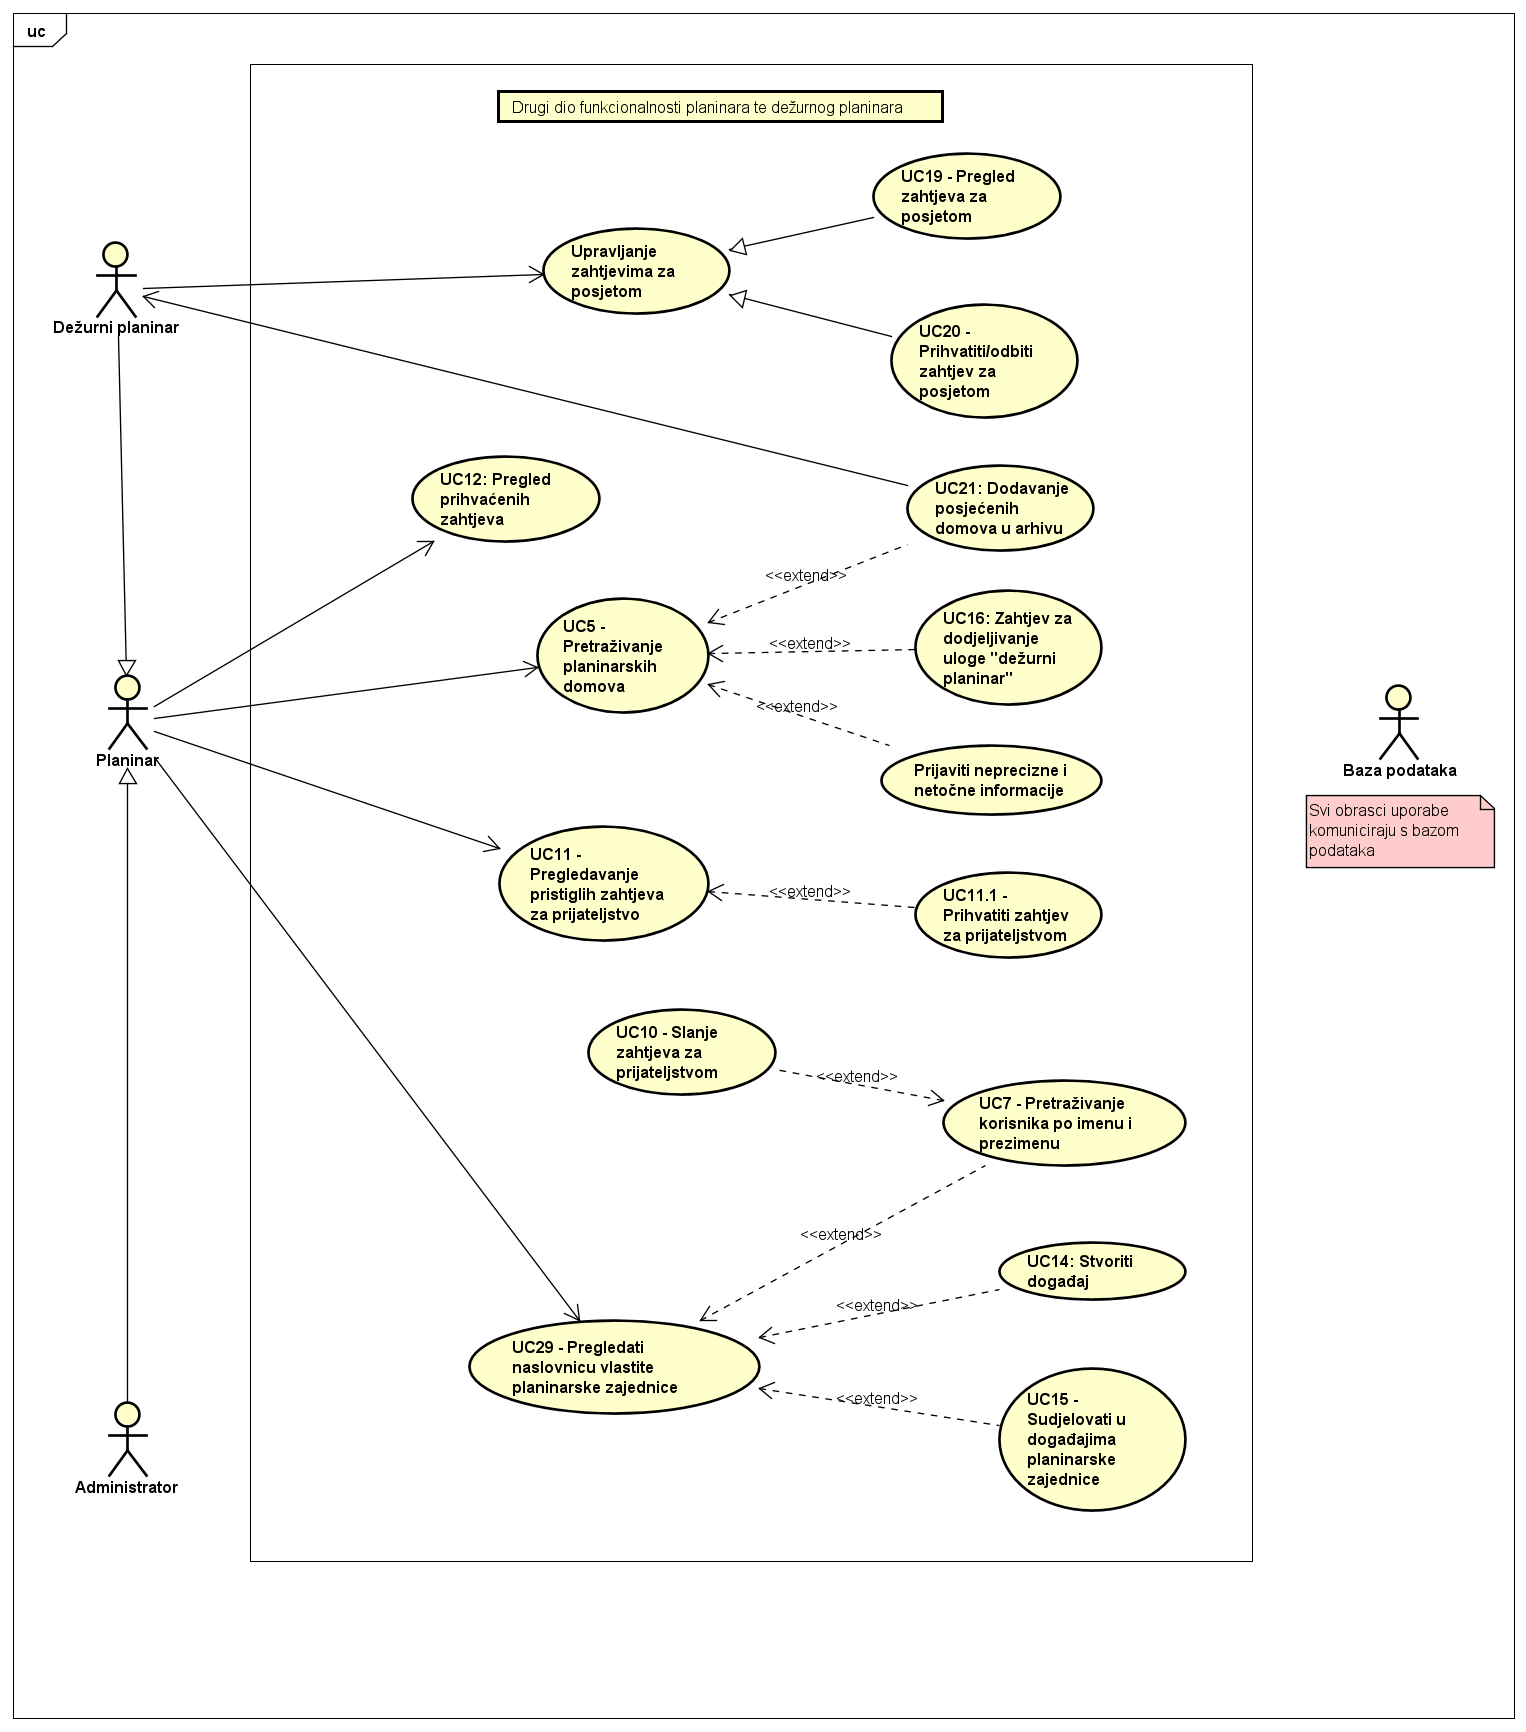 uc
Drugi dio funkcionalnosti planinara te dežurnog planinara
UC19 - Pregled
zahtjeva za
posjetom
Upravljanje
zahtjevima za
posjetom
Dežurni planinar
UC20 -
Prihvatiti/odbiti
zahtjev za
posjetom
UC12: Pregled
prihvaćenih
zahtjeva
UC21: Dodavanje
posjećenih
domova u arhivu
<<extend>>
UC5 -
Pretraživanje
planinarskih
domova
<<extend>>
UC16: Zahtjev za
dodjeljivanje
uloge "dežurni
planinar"
<<extend>>
Planinar
Prijaviti neprecizne i
netočne informacije
Baza podataka
Svi obrasci uporabe
komuniciraju s bazom
podataka
UC11 -
Pregledavanje
pristiglih zahtjeva
za prijateljstvo
<<extend>>
UC11.1 -
Prihvatiti zahtjev
za prijateljstvom
UC10 - Slanje
zahtjeva za
prijateljstvom
<<extend>>
UC7 - Pretraživanje
korisnika po imenu i
prezimenu
<<extend>>
UC14: Stvoriti
događaj
<<extend>>
UC29 - Pregledati
naslovnicu vlastite
planinarske zajednice
<<extend>>
UC15 -
Sudjelovati u
događajima
planinarske
zajednice
Administrator